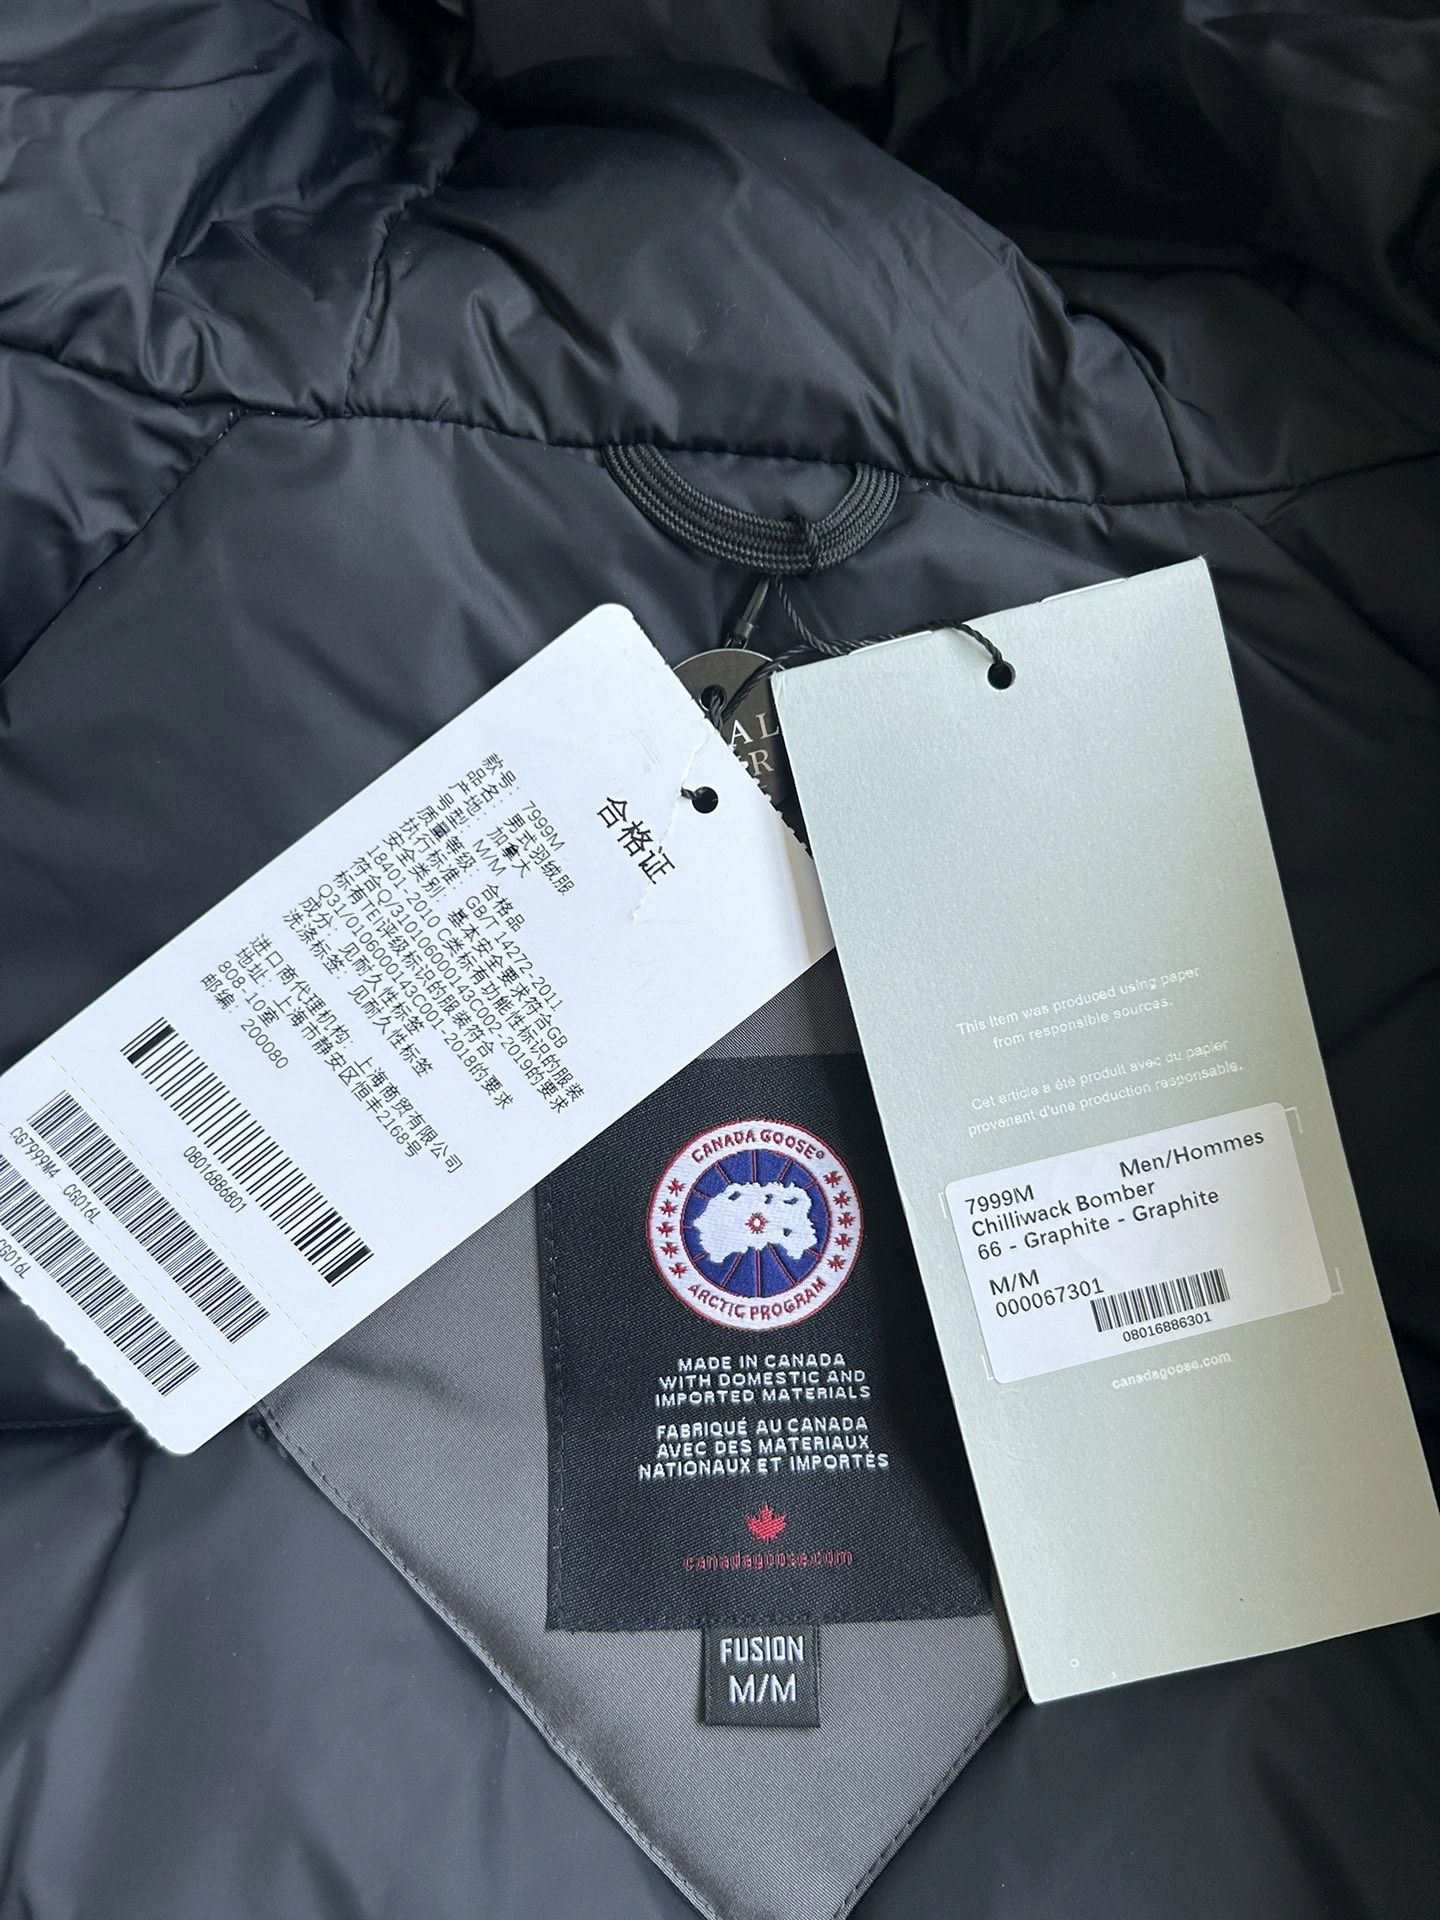 合格证
款号: 7999M
品名: 男式羽绒服
产地: 加拿大
号型: M/M
质量等级: 合格品
执行标准: GB/T 14272-2011
安全类别: 基本安全要求符合GB
18401-2010 C类标有功能性标识的服装
符合Q/310106000143C002-2019的要求
标有TEI评级标识的服装符合
Q31/0106000143C001-2018的要求
成分: 见耐久性标签
洗涤标签: 见耐久性标签
进口商代理机构: 上海商贸有限公司
地址: 上海市静安区恒丰2168号
808-10室
邮编: 200080
08016886801
CG7999M4 CG016L
CG016L
AL
R
This item was produced using paper
from responsible sources.
Cet article a été produit avec du papier
provenant d'une production responsable.
Men/Hommes
7999M
Chilliwack Bomber
66 - Graphite - Graphite
M/M
000067301
08016886301
canadagoose.com
CANADA GOOSE®
ARCTIC PROGRAM
MADE IN CANADA
WITH DOMESTIC AND
IMPORTED MATERIALS
FABRIQUÉ AU CANADA
AVEC DES MATERIAUX
NATIONAUX ET IMPORTÉS
canadagoose.com
FUSION
M/M